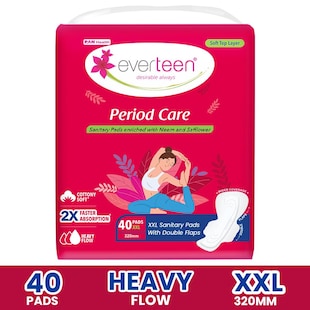 PAN Health
Soft Top Layer
everteen
desirable always
Period Care
Sanitary Pads enriched with Neem and Safflower
COTTONY
SOFT
2X FASTER
ABSORPTION
HEAVY
FLOW
40 PADS
XXL
320mm
XXL Sanitary Pads
With Double Flaps
40 HEAVY XXL
PADS FLOW 320MM